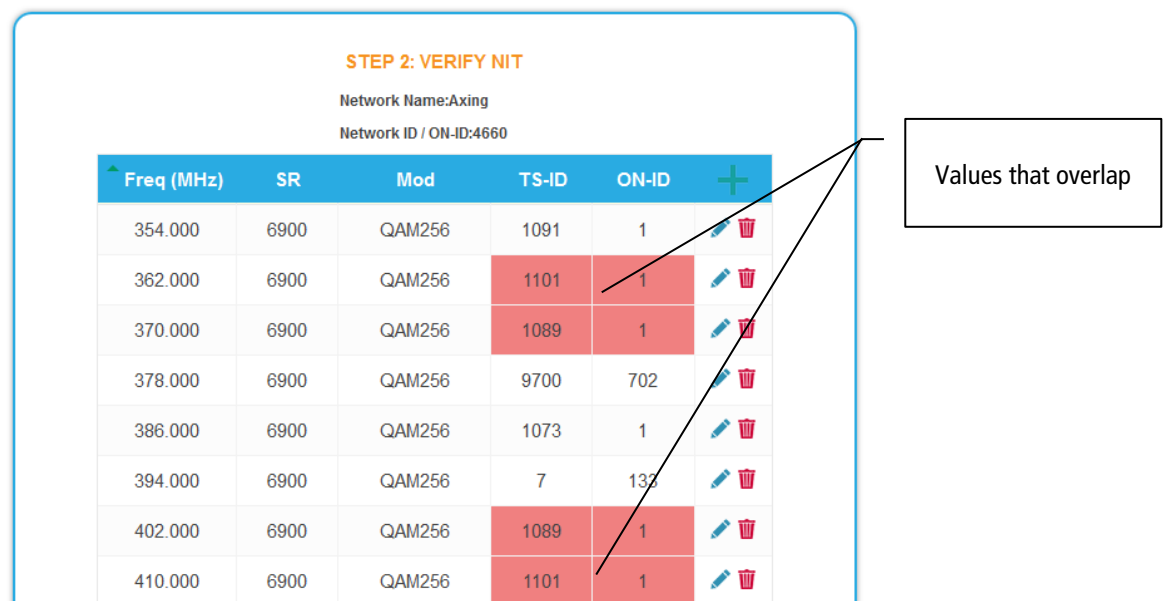 STEP 2: VERIFY NIT
Network Name:Axing
Network ID / ON-ID:4660
Values that overlap
Freq (MHz) SR Mod TS-ID ON-ID
354.000 6900 QAM256 1091 1
362.000 6900 QAM256 1101 1
370.000 6900 QAM256 1089 1
378.000 6900 QAM256 9700 702
386.000 6900 QAM256 1073 1
394.000 6900 QAM256 7 133
402.000 6900 QAM256 1089 1
410.000 6900 QAM256 1101 1